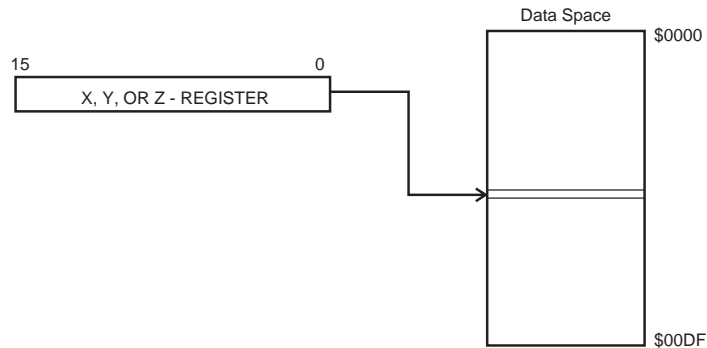 Data Space
$0000
15 0
X, Y, OR Z - REGISTER
$00DF